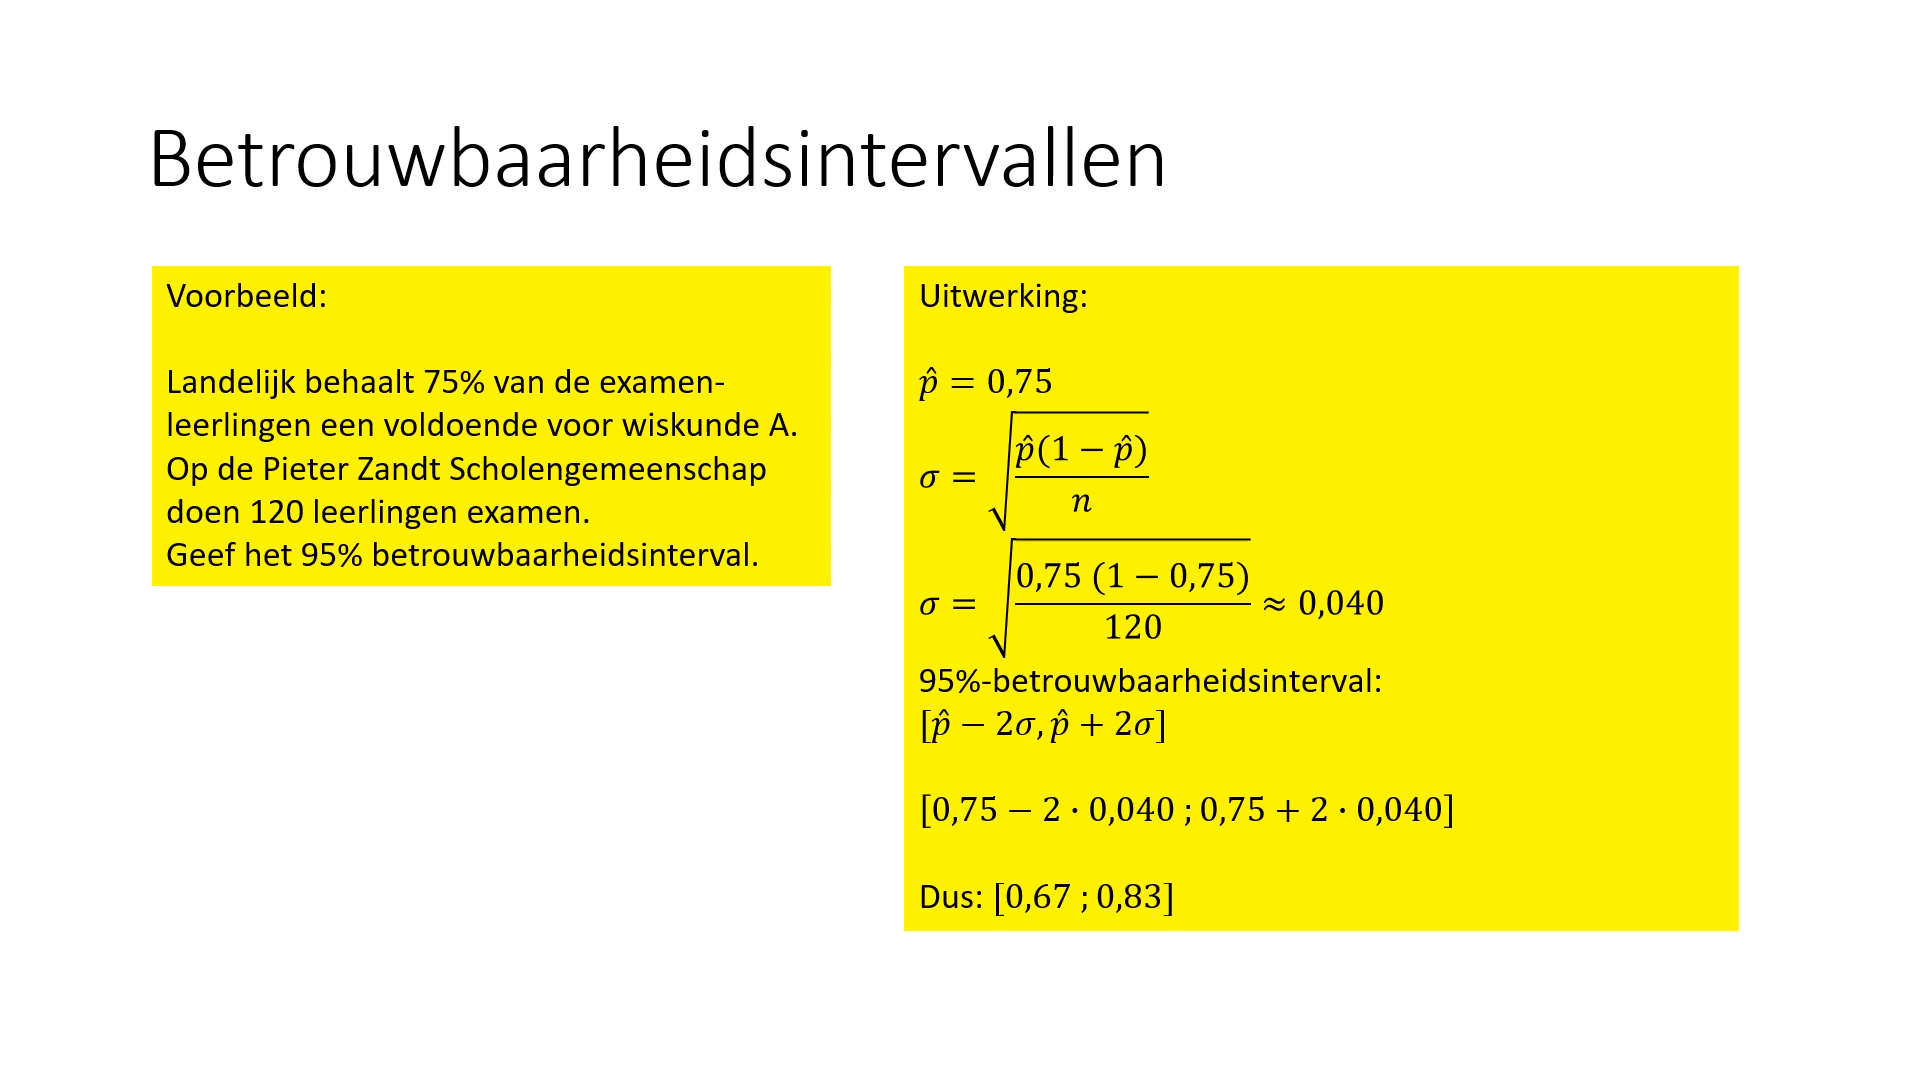 Betrouwbaarheidsintervallen
Voorbeeld:
Landelijk behaalt 75% van de examen-
leerlingen een voldoende voor wiskunde A.
Op de Pieter Zandt Scholengemeenschap
doen 120 leerlingen examen.
Geef het 95% betrouwbaarheidsinterval.
Uitwerking:
p̂ = 0,75
σ = √(p̂(1 − p̂)/n)
σ = √(0,75 (1 − 0,75)/120) ≈ 0,040
95%-betrouwbaarheidsinterval:
[p̂ − 2σ, p̂ + 2σ]
[0,75 − 2 · 0,040 ; 0,75 + 2 · 0,040]
Dus: [0,67 ; 0,83]